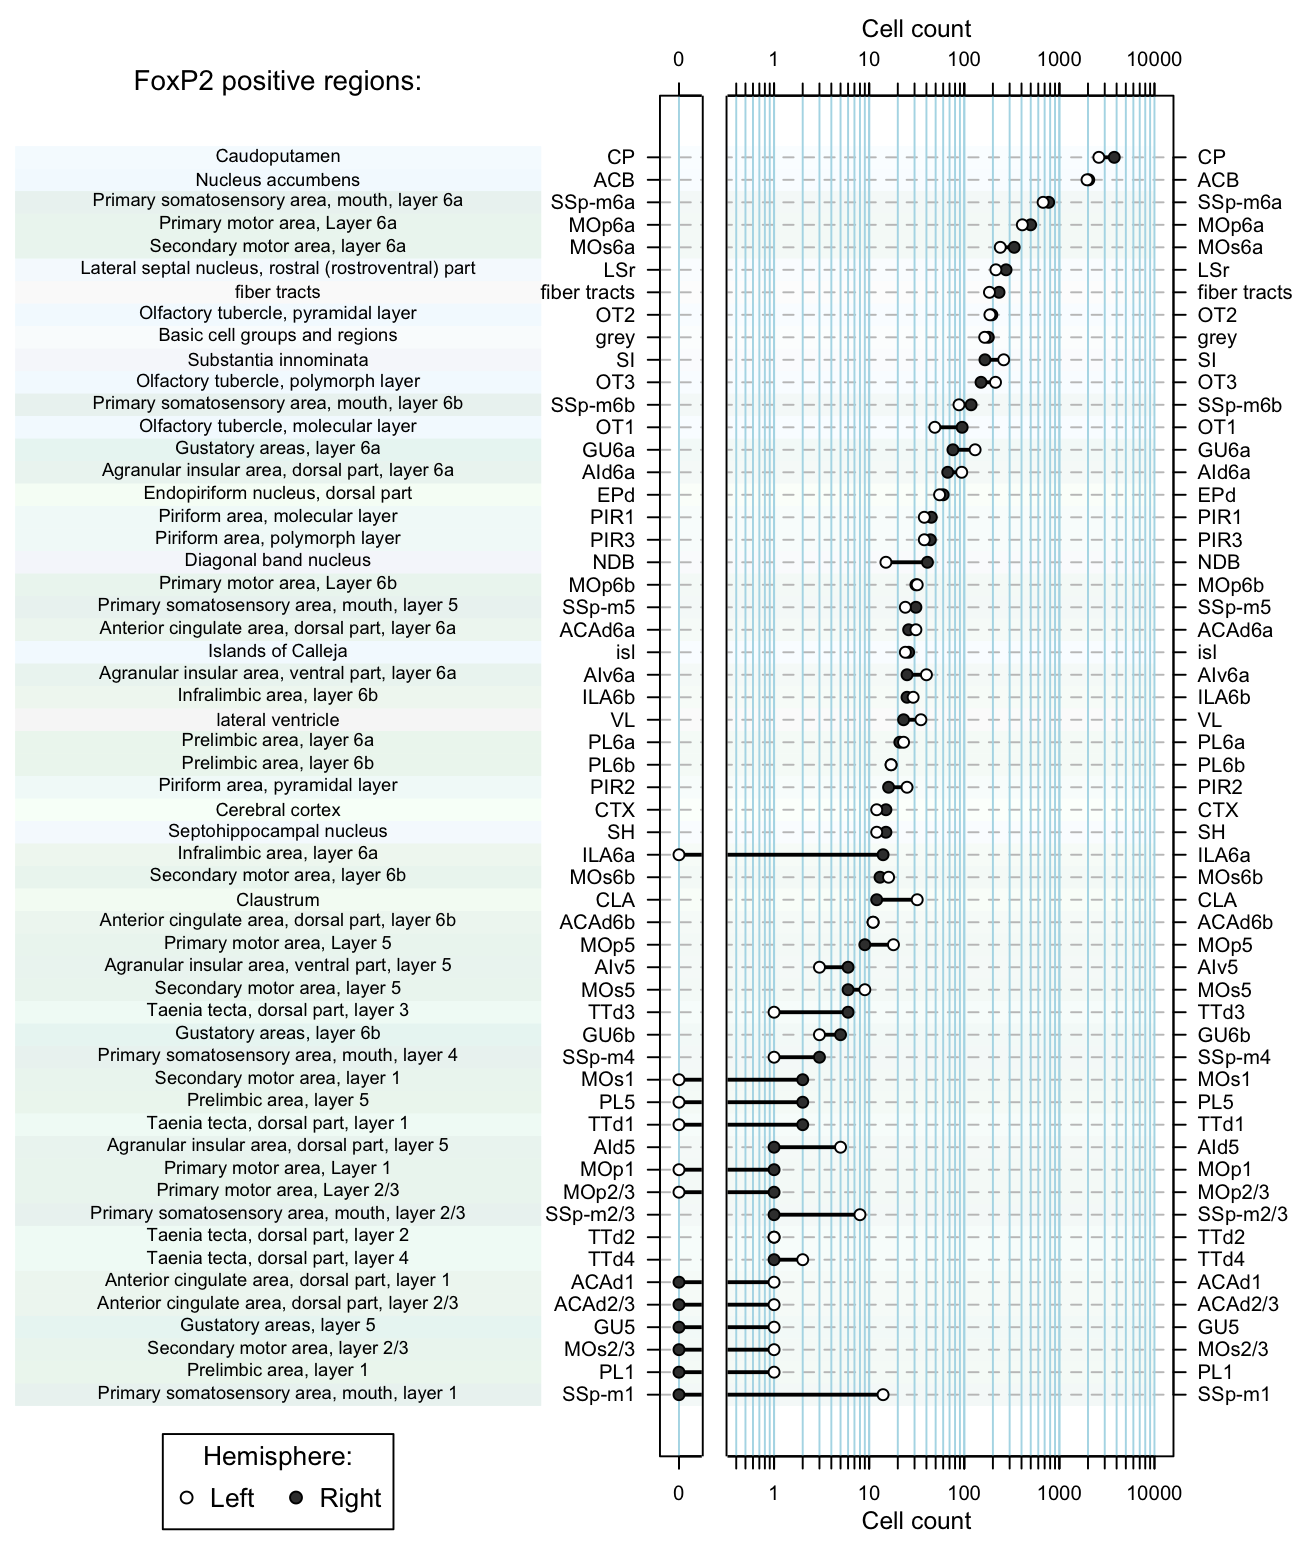 Cell count
0 1 10 100 1000 10000
FoxP2 positive regions:
Caudoputamen CP CP
Nucleus accumbens ACB ACB
Primary somatosensory area, mouth, layer 6a SSp-m6a SSp-m6a
Primary motor area, Layer 6a MOp6a MOp6a
Secondary motor area, layer 6a MOs6a MOs6a
Lateral septal nucleus, rostral (rostroventral) part LSr LSr
fiber tracts fiber tracts fiber tracts
Olfactory tubercle, pyramidal layer OT2 OT2
Basic cell groups and regions grey grey
Substantia innominata SI SI
Olfactory tubercle, polymorph layer OT3 OT3
Primary somatosensory area, mouth, layer 6b SSp-m6b SSp-m6b
Olfactory tubercle, molecular layer OT1 OT1
Gustatory areas, layer 6a GU6a GU6a
Agranular insular area, dorsal part, layer 6a AId6a AId6a
Endopiriform nucleus, dorsal part EPd EPd
Piriform area, molecular layer PIR1 PIR1
Piriform area, polymorph layer PIR3 PIR3
Diagonal band nucleus NDB NDB
Primary motor area, Layer 6b MOp6b MOp6b
Primary somatosensory area, mouth, layer 5 SSp-m5 SSp-m5
Anterior cingulate area, dorsal part, layer 6a ACAd6a ACAd6a
Islands of Calleja isl isl
Agranular insular area, ventral part, layer 6a AIv6a AIv6a
Infralimbic area, layer 6b ILA6b ILA6b
lateral ventricle VL VL
Prelimbic area, layer 6a PL6a PL6a
Prelimbic area, layer 6b PL6b PL6b
Piriform area, pyramidal layer PIR2 PIR2
Cerebral cortex CTX CTX
Septohippocampal nucleus SH SH
Infralimbic area, layer 6a ILA6a ILA6a
Secondary motor area, layer 6b MOs6b MOs6b
Claustrum CLA CLA
Anterior cingulate area, dorsal part, layer 6b ACAd6b ACAd6b
Primary motor area, Layer 5 MOp5 MOp5
Agranular insular area, ventral part, layer 5 AIv5 AIv5
Secondary motor area, layer 5 MOs5 MOs5
Taenia tecta, dorsal part, layer 3 TTd3 TTd3
Gustatory areas, layer 6b GU6b GU6b
Primary somatosensory area, mouth, layer 4 SSp-m4 SSp-m4
Secondary motor area, layer 1 MOs1 MOs1
Prelimbic area, layer 5 PL5 PL5
Taenia tecta, dorsal part, layer 1 TTd1 TTd1
Agranular insular area, dorsal part, layer 5 AId5 AId5
Primary motor area, Layer 1 MOp1 MOp1
Primary motor area, Layer 2/3 MOp2/3 MOp2/3
Primary somatosensory area, mouth, layer 2/3 SSp-m2/3 SSp-m2/3
Taenia tecta, dorsal part, layer 2 TTd2 TTd2
Taenia tecta, dorsal part, layer 4 TTd4 TTd4
Anterior cingulate area, dorsal part, layer 1 ACAd1 ACAd1
Anterior cingulate area, dorsal part, layer 2/3 ACAd2/3 ACAd2/3
Gustatory areas, layer 5 GU5 GU5
Secondary motor area, layer 2/3 MOs2/3 MOs2/3
Prelimbic area, layer 1 PL1 PL1
Primary somatosensory area, mouth, layer 1 SSp-m1 SSp-m1
0 1 10 100 1000 10000
Cell count
Hemisphere:
Left Right